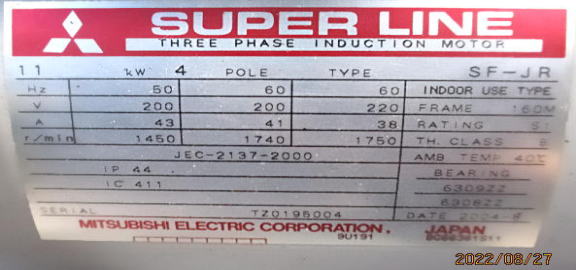 SUPER LINE
THREE PHASE INDUCTION MOTOR
11 kW 4 POLE TYPE SF-JR
Hz 50 60 60 INDOOR USE TYPE
V 200 200 220 FRAME 160M
A 43 41 38 RATING S1
r/min 1450 1740 1750 TH. CLASS B
JEC-2137-2000 AMB TEMP 40℃
IP 44 BEARING
IC 411 6309ZZ
6308ZZ
SERIAL TZ0195004 DATE 2004-8
MITSUBISHI ELECTRIC CORPORATION, JAPAN
9U191
2022/08/27